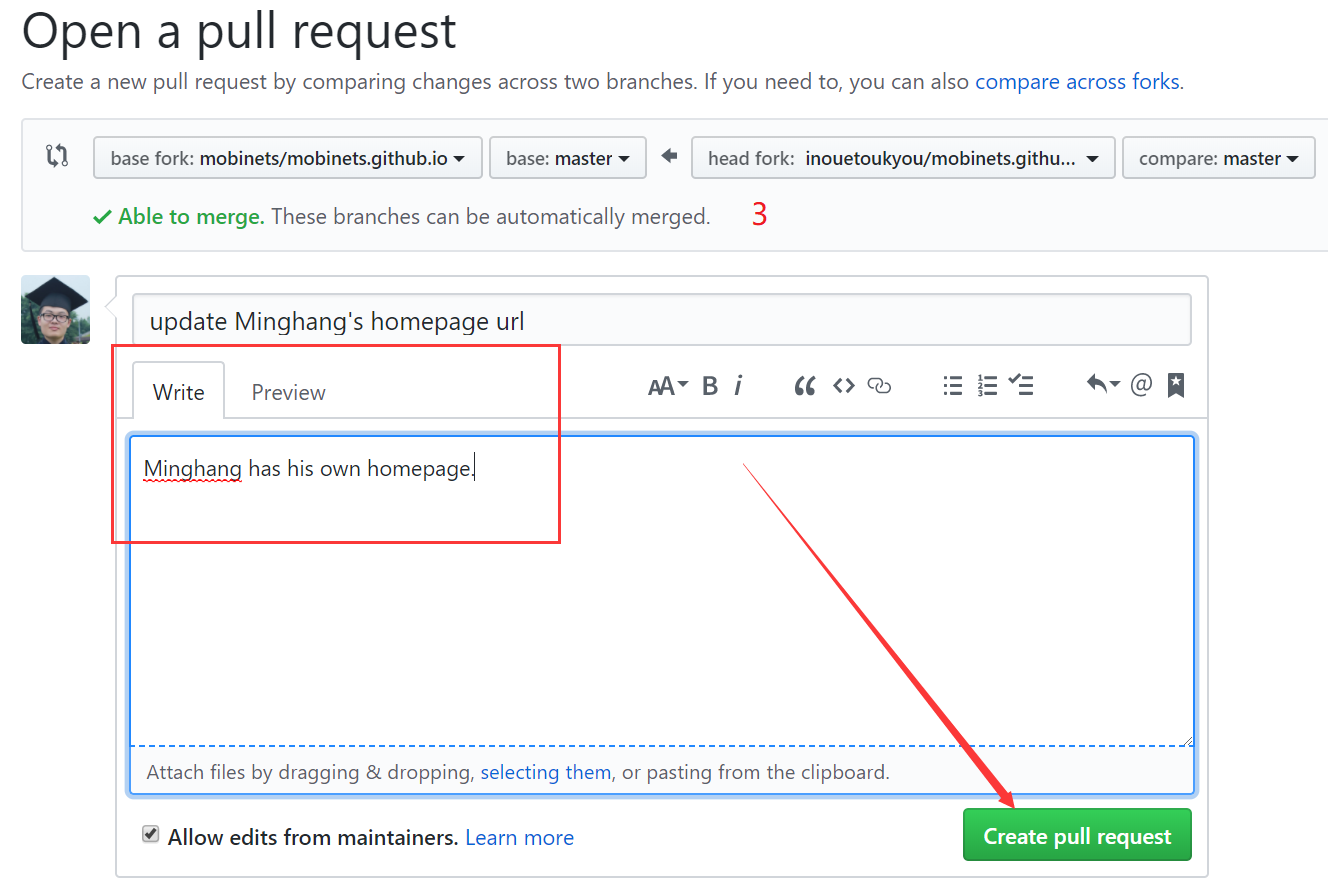 Open a pull request
Create a new pull request by comparing changes across two branches. If you need to, you can also compare across forks.
base fork: mobinets/mobinets.github.io base: master head fork: inouetoukyou/mobinets.githu... compare: master
Able to merge. These branches can be automatically merged. 3
update Minghang's homepage url
Write Preview AA B i @
Minghang has his own homepage.
Attach files by dragging & dropping, selecting them, or pasting from the clipboard.
Allow edits from maintainers. Learn more Create pull request